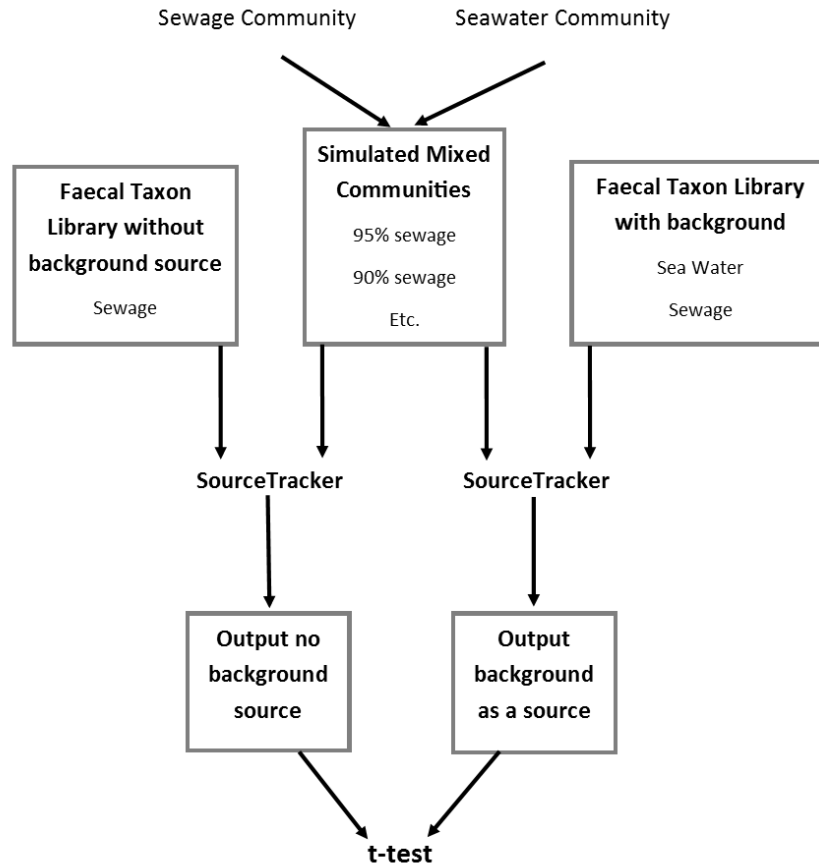 Sewage Community
Seawater Community
Simulated Mixed
Communities
95% sewage
90% sewage
Etc.
Faecal Taxon
Library without
background source
Sewage
Faecal Taxon Library
with background
Sea Water
Sewage
SourceTracker
SourceTracker
Output no
background
source
Output
background
as a source
t-test